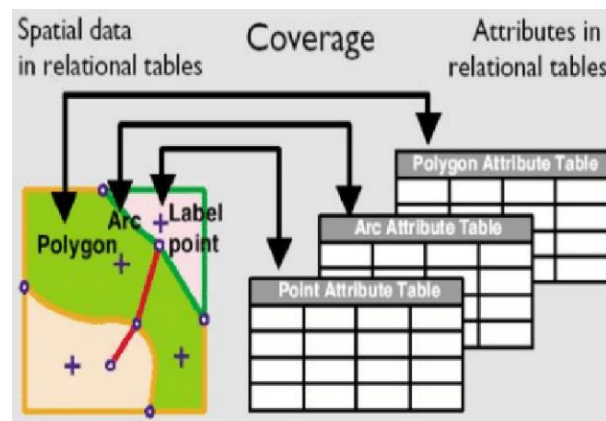 Spatial data
in relational tables
Coverage
Attributes in
relational tables
Polygon Attribute Table
Arc Attribute Table
Point Attribute Table
Arc
Label
point
Polygon